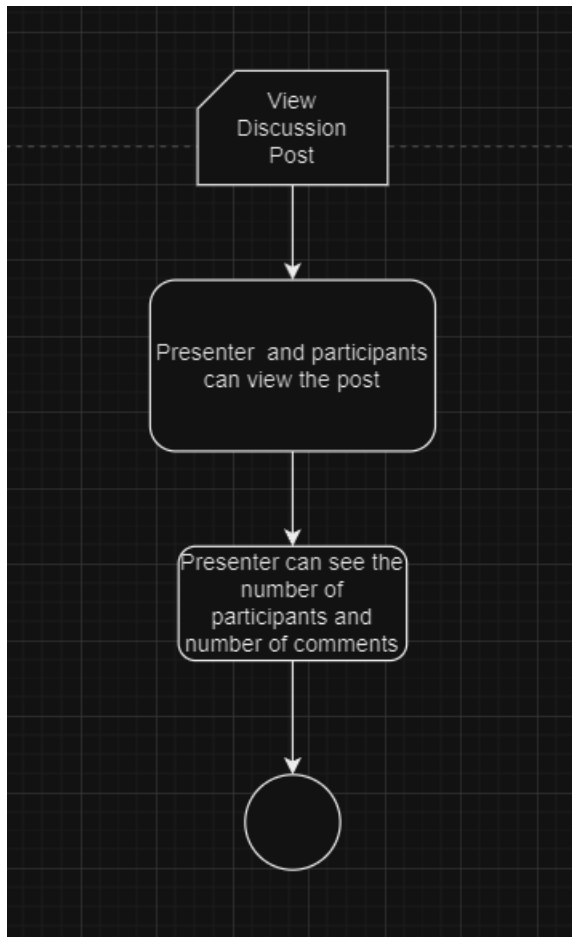 View
Discussion
Post
Presenter  and participants
can view the post
Presenter can see the
number of
participants and
number of comments